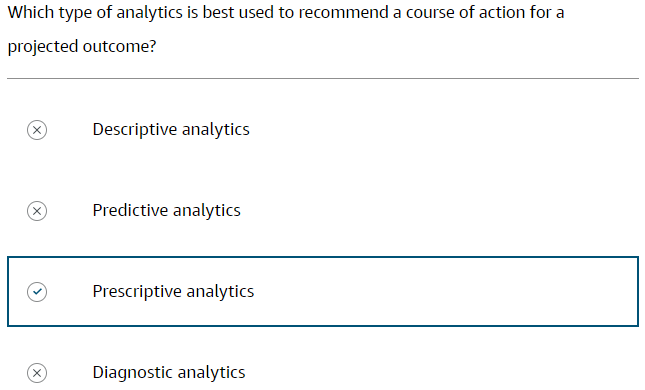 Which type of analytics is best used to recommend a course of action for a
projected outcome?
Descriptive analytics
Predictive analytics
Prescriptive analytics
Diagnostic analytics